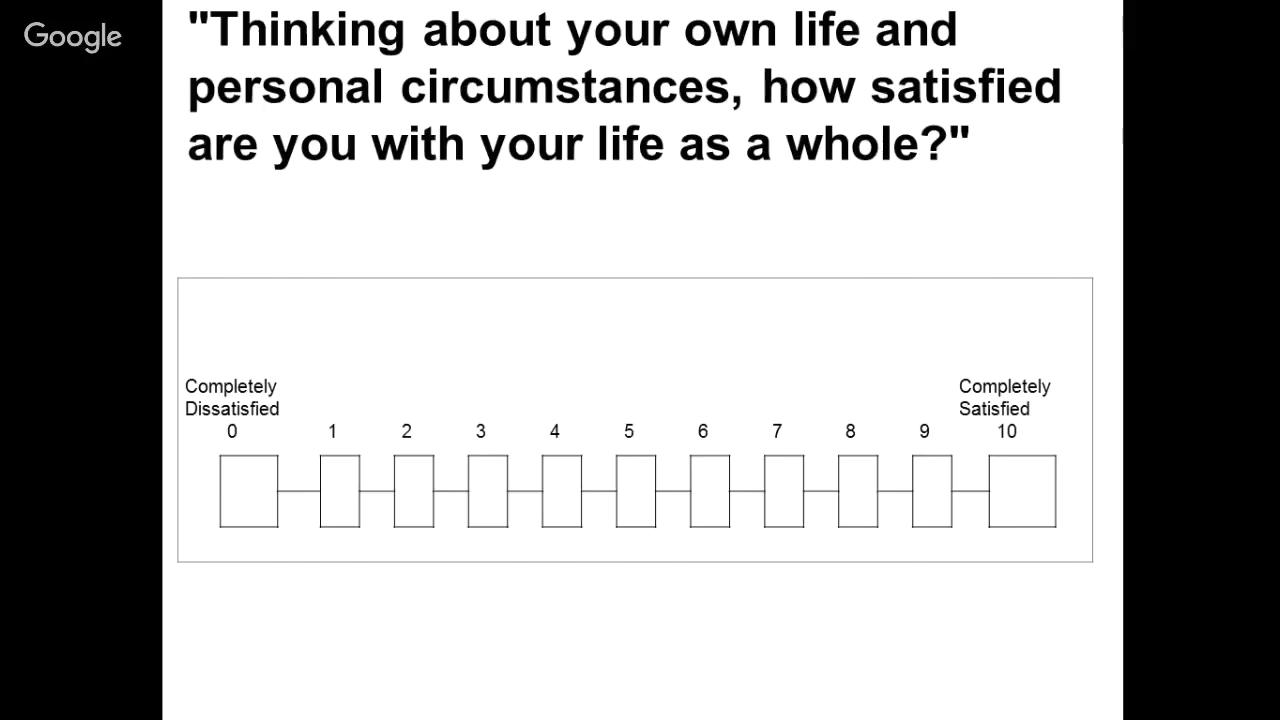 Google
"Thinking about your own life and
personal circumstances, how satisfied
are you with your life as a whole?"
Completely
Dissatisfied
Completely
Satisfied
0 1 2 3 4 5 6 7 8 9 10